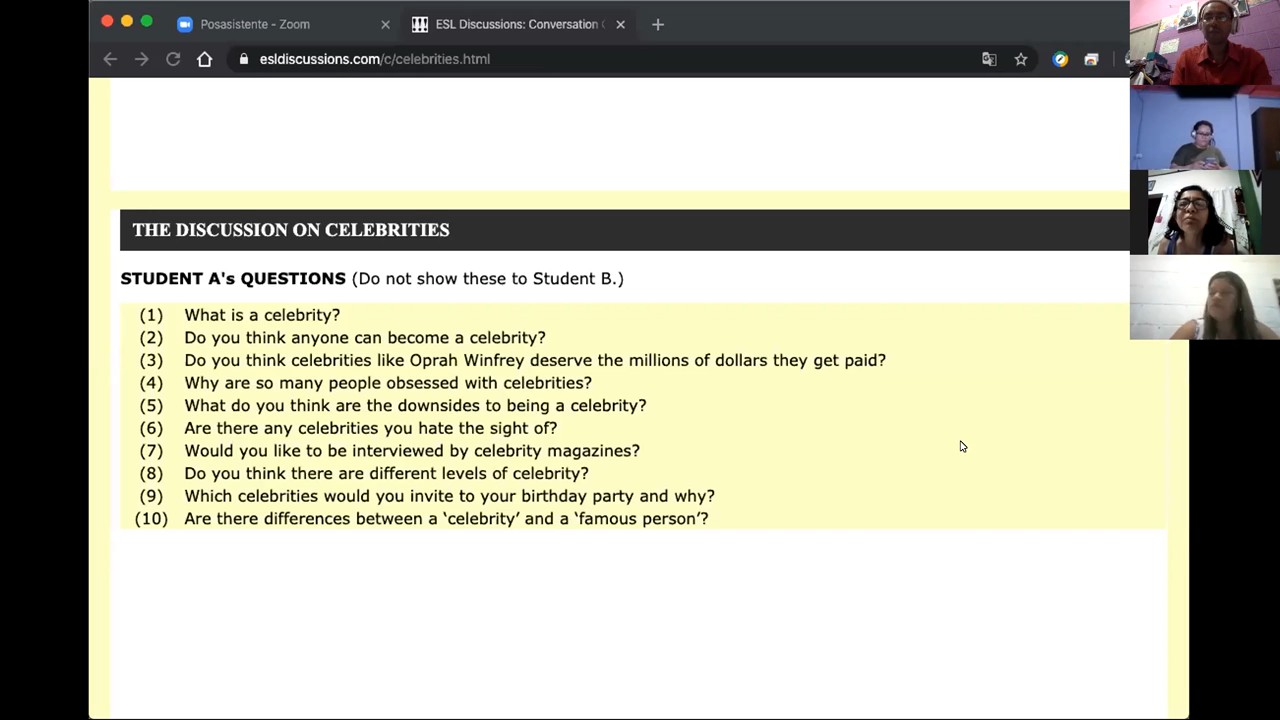 Posasistente - Zoom
ESL Discussions: Conversation
esldiscussions.com/c/celebrities.html
THE DISCUSSION ON CELEBRITIES
STUDENT A's QUESTIONS (Do not show these to Student B.)
(1) What is a celebrity?
(2) Do you think anyone can become a celebrity?
(3) Do you think celebrities like Oprah Winfrey deserve the millions of dollars they get paid?
(4) Why are so many people obsessed with celebrities?
(5) What do you think are the downsides to being a celebrity?
(6) Are there any celebrities you hate the sight of?
(7) Would you like to be interviewed by celebrity magazines?
(8) Do you think there are different levels of celebrity?
(9) Which celebrities would you invite to your birthday party and why?
(10) Are there differences between a ‘celebrity’ and a ‘famous person’?